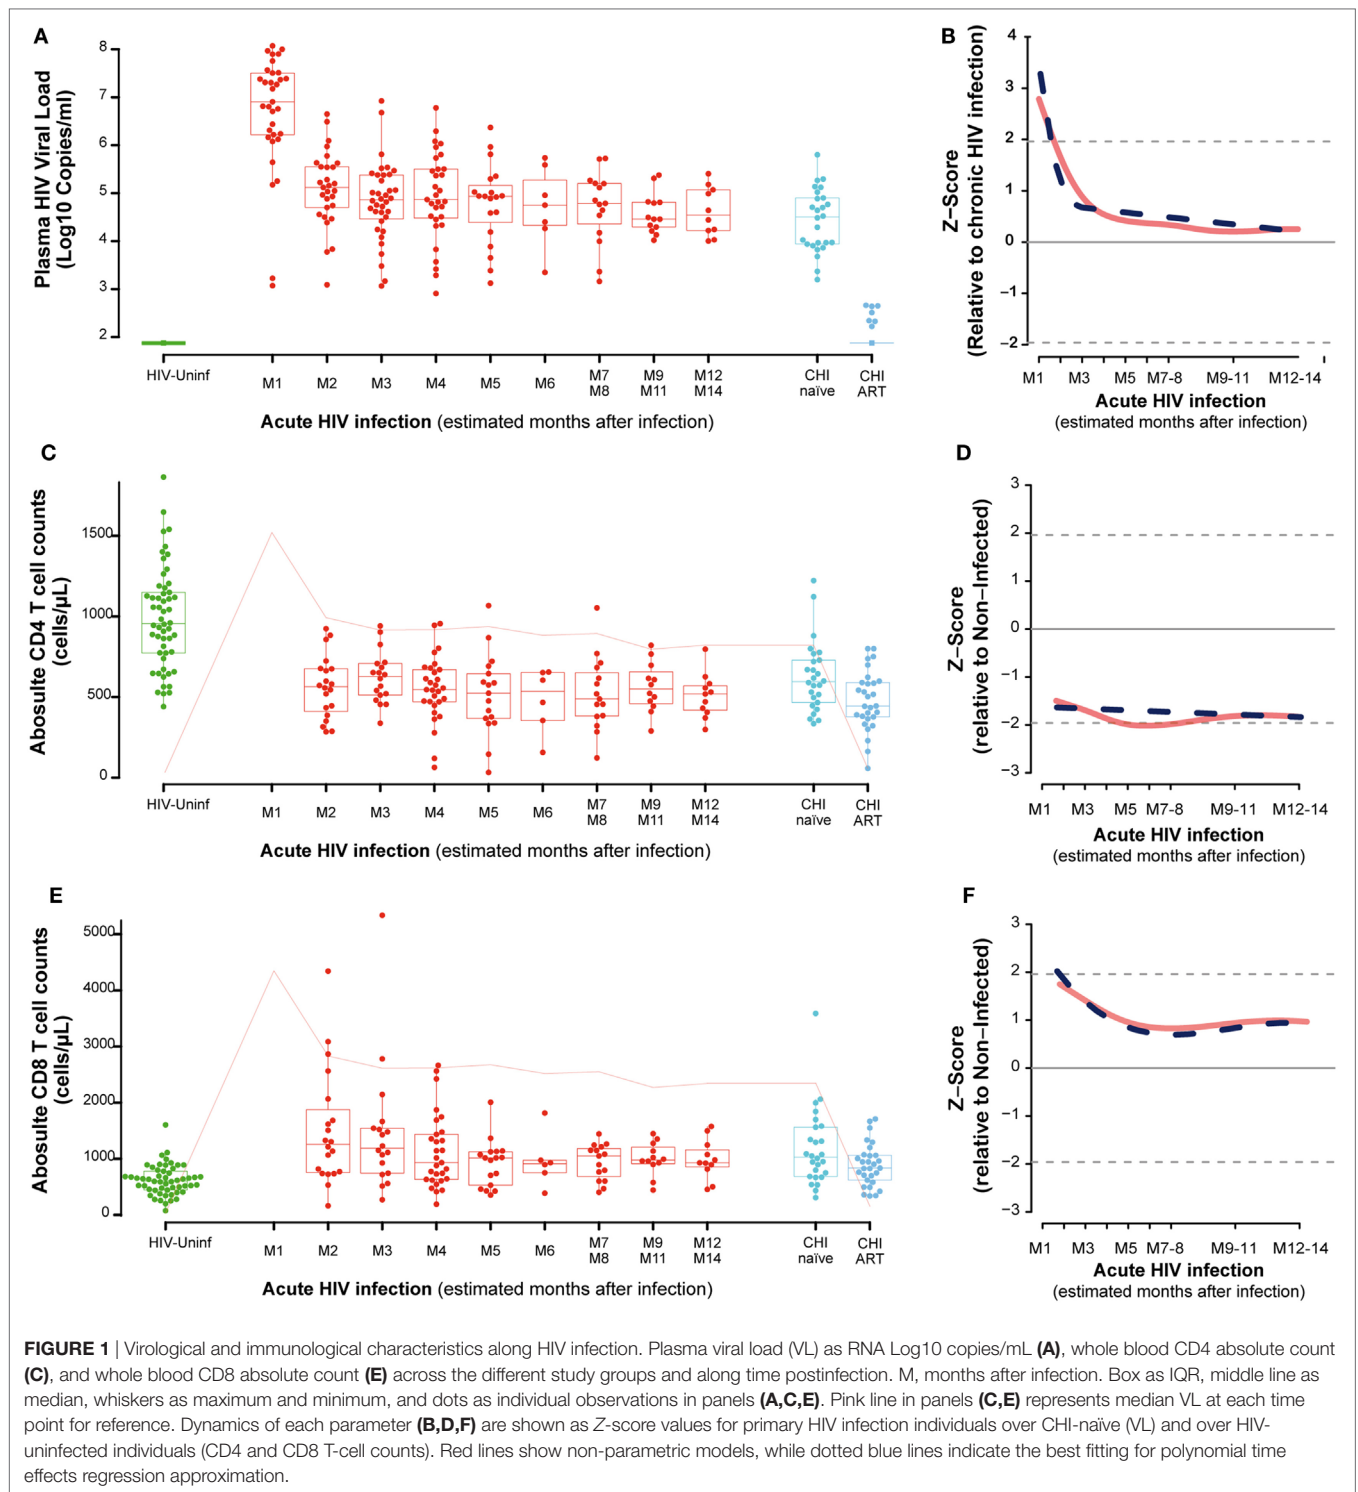 A
Plasma HIV Viral Load
(Log10 Copies/ml)
8
7
6
5
4
3
2
HIV-Uninf
M1
M2
M3
M4
M5
M6
M7
M8
M9
M11
M12
M14
CHI
naïve
CHI
ART
Acute HIV infection (estimated months after infection)
B
Z-Score
(Relative to chronic HIV infection)
4
3
2
1
0
−1
−2
M1
M3
M5
M7-8
M9-11
M12-14
Acute HIV infection
(estimated months after infection)
C
Abosulte CD4 T cell counts
(cells/µL)
1500
1000
500
0
HIV-Uninf
M1
M2
M3
M4
M5
M6
M7
M8
M9
M11
M12
M14
CHI
naïve
CHI
ART
Acute HIV infection (estimated months after infection)
D
Z−Score
(relative to Non−Infected)
3
2
1
0
−1
−2
−3
M1
M3
M5
M7-8
M9-11
M12-14
Acute HIV infection
(estimated months after infection)
E
Abosulte CD8 T cell counts
(cells/µL)
5000
4000
3000
2000
1000
0
HIV-Uninf
M1
M2
M3
M4
M5
M6
M7
M8
M9
M11
M12
M14
CHI
naïve
CHI
ART
Acute HIV infection (estimated months after infection)
F
Z−Score
(relative to Non−Infected)
3
2
1
0
−1
−2
−3
M1
M3
M5
M7-8
M9-11
M12-14
Acute HIV infection
(estimated months after infection)
FIGURE 1 | Virological and immunological characteristics along HIV infection. Plasma viral load (VL) as RNA Log10 copies/mL (A), whole blood CD4 absolute count
(C), and whole blood CD8 absolute count (E) across the different study groups and along time postinfection. M, months after infection. Box as IQR, middle line as
median, whiskers as maximum and minimum, and dots as individual observations in panels (A,C,E). Pink line in panels (C,E) represents median VL at each time
point for reference. Dynamics of each parameter (B,D,F) are shown as Z-score values for primary HIV infection individuals over CHI-naïve (VL) and over HIV-
uninfected individuals (CD4 and CD8 T-cell counts). Red lines show non-parametric models, while dotted blue lines indicate the best fitting for polynomial time
effects regression approximation.